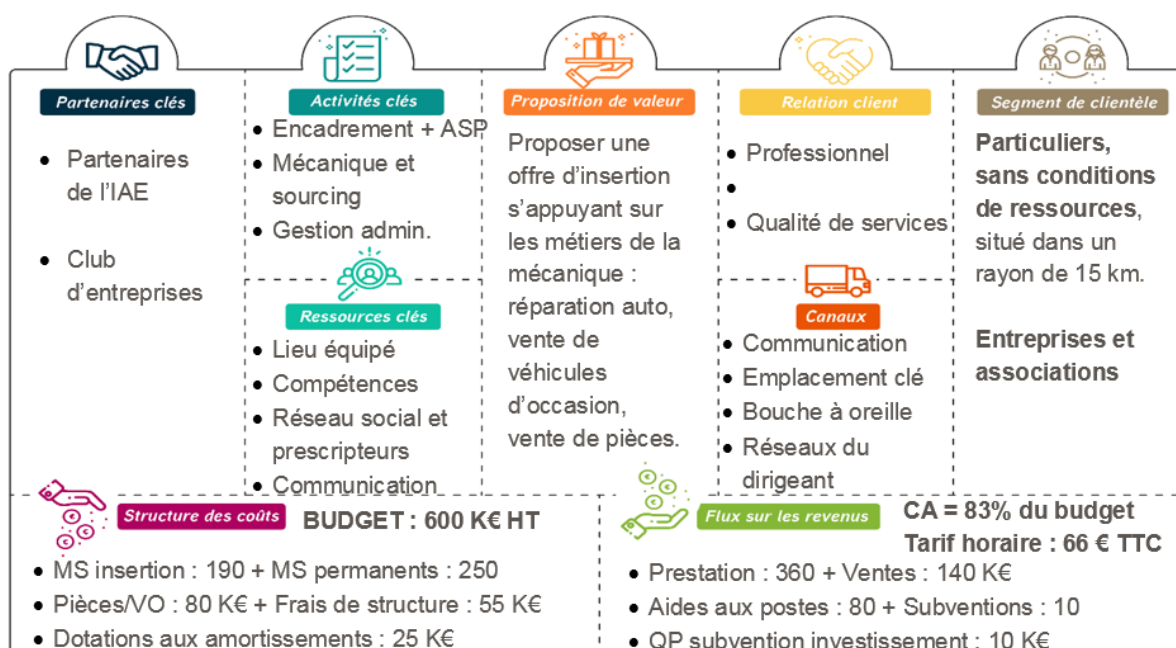 Partenaires clés
• Partenaires
de l'IAE
• Club
d'entreprises
Activités clés
• Encadrement + ASP
• Mécanique et
sourcing
• Gestion admin.
Ressources clés
• Lieu équipé
• Compétences
• Réseau social et
prescripteurs
• Communication
Proposition de valeur
Proposer une
offre d'insertion
s'appuyant sur
les métiers de la
mécanique :
réparation auto,
vente de
véhicules
d'occasion,
vente de pièces.
Relation client
• Professionnel
•
• Qualité de services
Canaux
• Communication
• Emplacement clé
• Bouche à oreille
• Réseaux du
dirigeant
Segment de clientèle
Particuliers,
sans conditions
de ressources,
situé dans un
rayon de 15 km.
Entreprises et
associations
Structure des coûts
BUDGET : 600 K€ HT
• MS insertion : 190 + MS permanents : 250
• Pièces/VO : 80 K€ + Frais de structure : 55 K€
• Dotations aux amortissements : 25 K€
Flux sur les revenus
CA = 83% du budget
Tarif horaire : 66 € TTC
• Prestation : 360 + Ventes : 140 K€
• Aides aux postes : 80 + Subventions : 10
• QP subvention investissement : 10 K€